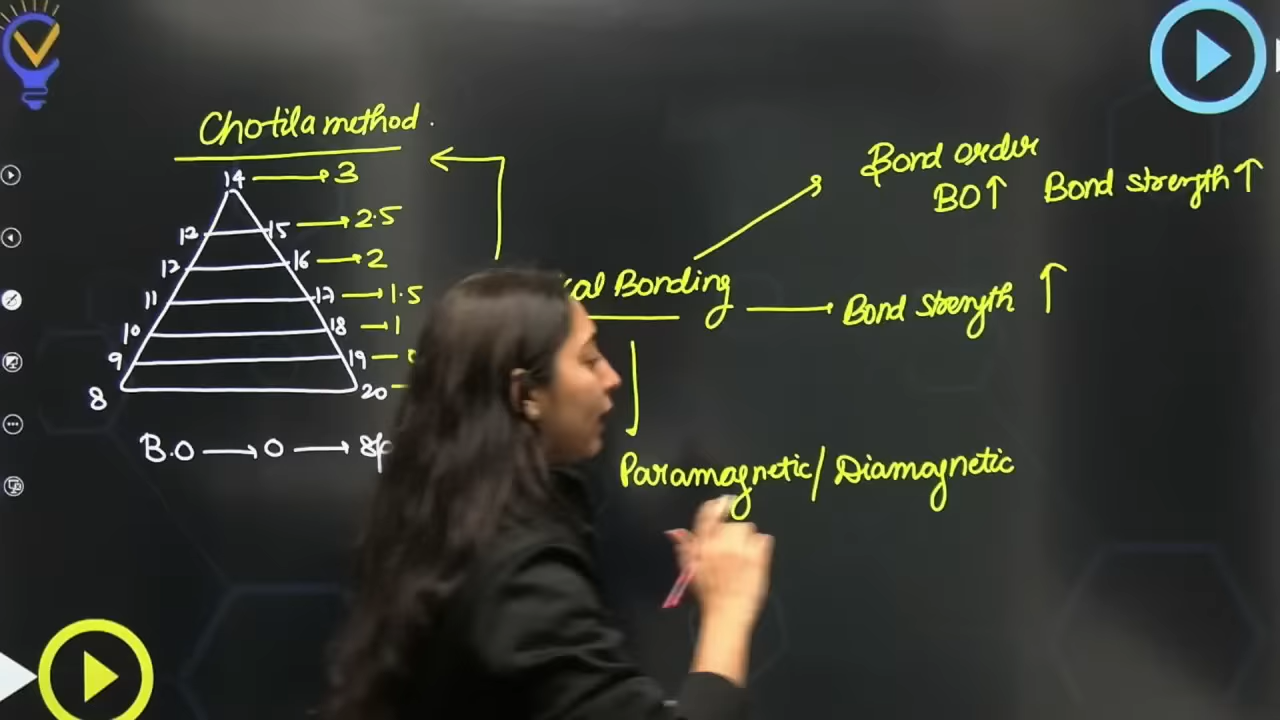 Chotila method.
14 → 3
15 → 2.5
12 16 → 2
11 17 → 1.5
10 18 → 1
9 19
8 20
B.O → 0 →
Bond order
BO↑ Bond strength↑
Bonding → Bond strength ↑
Paramagnetic/Diamagnetic